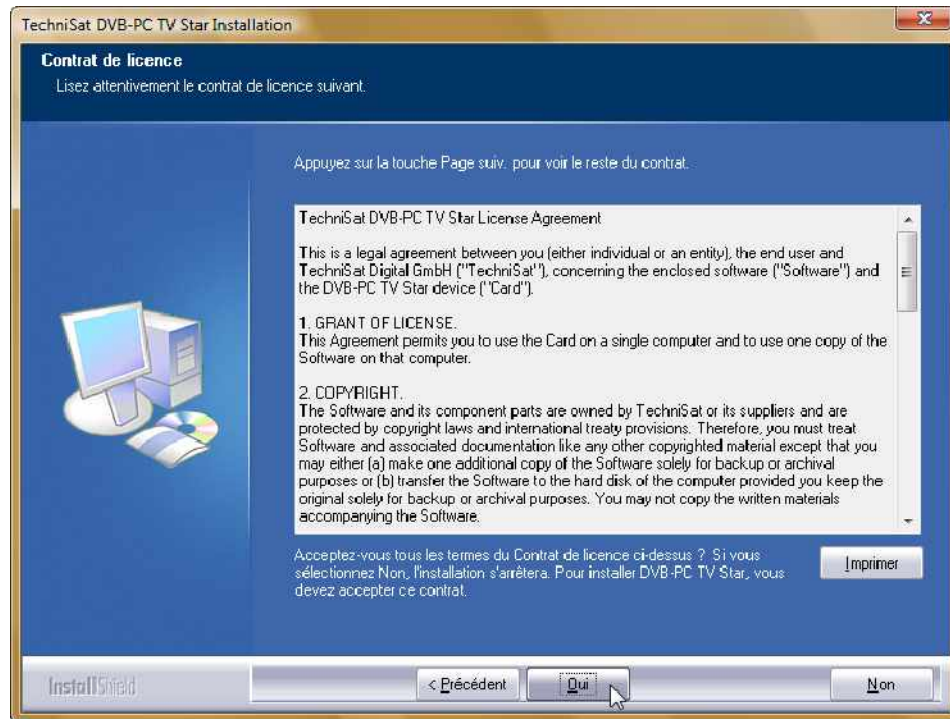 TechniSat DVB-PC TV Star Installation
Contrat de licence
Lisez attentivement le contrat de licence suivant.
Appuyez sur la touche Page suiv. pour voir le reste du contrat.
TechniSat DVB-PC TV Star License Agreement
This is a legal agreement between you (either individual or an entity), the end user and
TechniSat Digital GmbH ("TechniSat"), concerning the enclosed software ("Software") and
the DVB-PC TV Star device ("Card").
1. GRANT OF LICENSE.
This Agreement permits you to use the Card on a single computer and to use one copy of the
Software on that computer.
2. COPYRIGHT.
The Software and its component parts are owned by TechniSat or its suppliers and are
protected by copyright laws and international treaty provisions. Therefore, you must treat
Software and associated documentation like any other copyrighted material except that you
may either (a) make one additional copy of the Software solely for backup or archival
purposes or (b) transfer the Software to the hard disk of the computer provided you keep the
original solely for backup or archival purposes. You may not copy the written materials
accompanying the Software.
Acceptez-vous tous les termes du Contrat de licence ci-dessus ? Si vous
sélectionnez Non, l'installation s'arrêtera. Pour installer DVB-PC TV Star, vous
devez accepter ce contrat.
Imprimer
InstallShield
< Précédent
Oui
Non